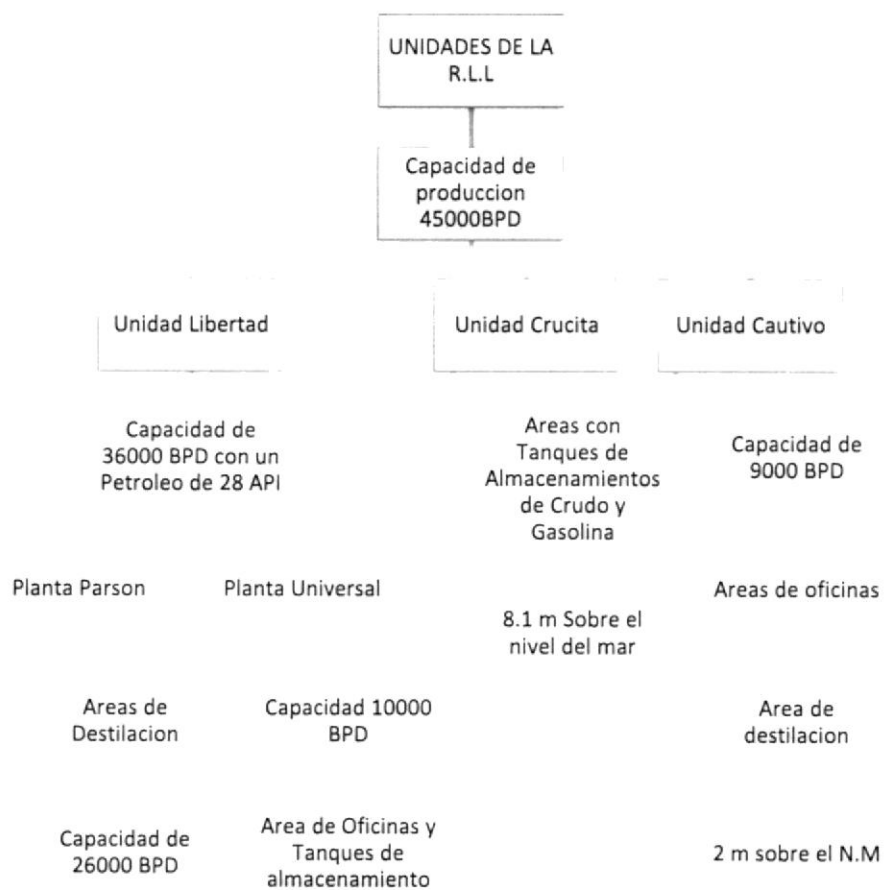 UNIDADES DE LA
R.L.L
Capacidad de
produccion
45000BPD
Unidad Libertad
Unidad Crucita
Unidad Cautivo
Capacidad de
36000 BPD con un
Petroleo de 28 API
Areas con
Tanques de
Almacenamientos
de Crudo y
Gasolina
Capacidad de
9000 BPD
Planta Parson
Planta Universal
8.1 m Sobre el
nivel del mar
Areas de oficinas
Areas de
Destilacion
Capacidad 10000
BPD
Area de
destilacion
Capacidad de
26000 BPD
Area de Oficinas y
Tanques de
almacenamiento
2 m sobre el N.M